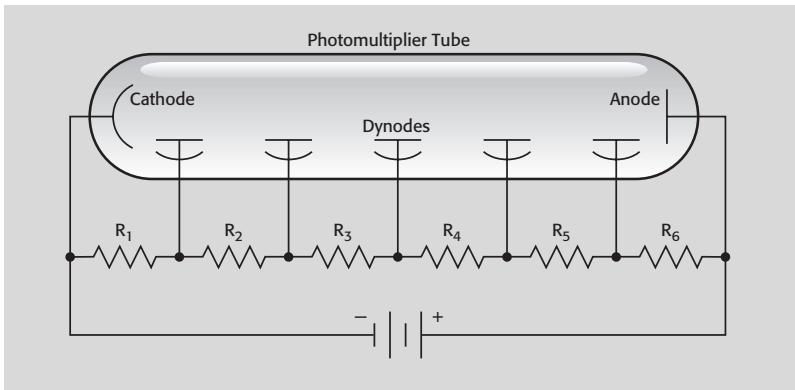 Photomultiplier Tube
Cathode
Anode
Dynodes
R1 R2 R3 R4 R5 R6
– +